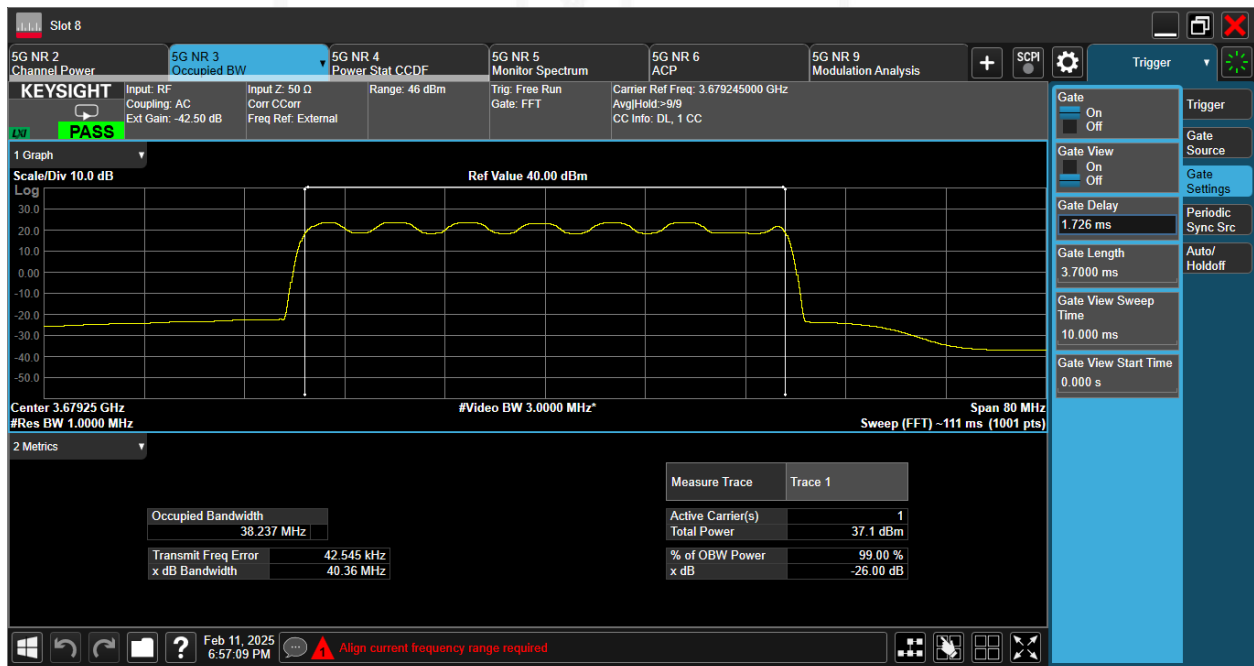 Slot 8
5G NR 2
Channel Power
5G NR 3
Occupied BW
5G NR 4
Power Stat CCDF
5G NR 5
Monitor Spectrum
5G NR 6
ACP
5G NR 9
Modulation Analysis
+
SCPI
Trigger
KEYSIGHT
LXI
PASS
Input: RF
Coupling: AC
Ext Gain: -42.50 dB
Input Z: 50 Ω
Corr CCorr
Freq Ref: External
Range: 46 dBm
Trig: Free Run
Gate: FFT
Carrier Ref Freq: 3.679245000 GHz
Avg|Hold:>9/9
CC Info: DL, 1 CC
1 Graph
Scale/Div 10.0 dB
Ref Value 40.00 dBm
Log
30.0
20.0
10.0
0.00
-10.0
-20.0
-30.0
-40.0
-50.0
Center 3.67925 GHz
#Video BW 3.0000 MHz*
Span 80 MHz
#Res BW 1.0000 MHz
Sweep (FFT) ~111 ms (1001 pts)
2 Metrics
Measure Trace Trace 1
Occupied Bandwidth
38.237 MHz
Transmit Freq Error 42.545 kHz
x dB Bandwidth 40.36 MHz
Active Carrier(s) 1
Total Power 37.1 dBm
% of OBW Power 99.00 %
x dB -26.00 dB
Gate
On
Off
Gate View
On
Off
Gate Delay
1.726 ms
Gate Length
3.7000 ms
Gate View Sweep
Time
10.000 ms
Gate View Start Time
0.000 s
Trigger
Gate
Source
Gate
Settings
Periodic
Sync Src
Auto/
Holdoff
?
Feb 11, 2025
6:57:09 PM
1
Align current frequency range required